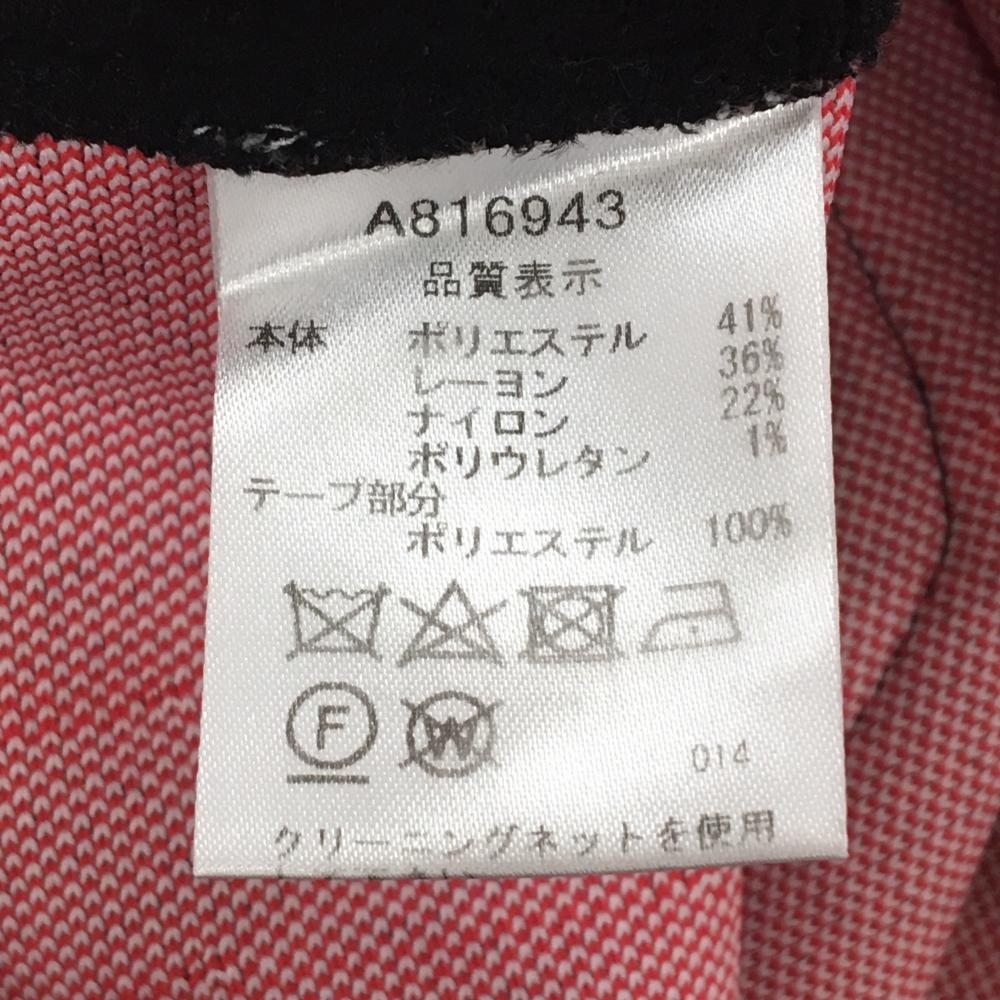 A816943
品質表示
本体 ポリエステル 41%
レーヨン 36%
ナイロン 22%
ポリウレタン 1%
テープ部分
ポリエステル 100%
F W
014
クリーニングネットを使用